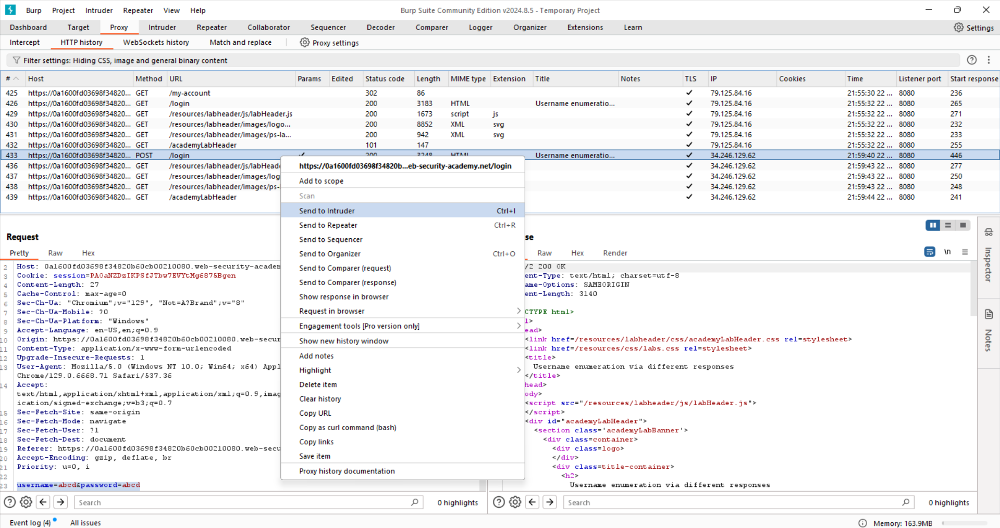 Burp Project Intruder Repeater View Help Burp Suite Community Edition v2024.8.5 - Temporary Project
Dashboard Target Proxy Intruder Repeater Collaborator Sequencer Decoder Comparer Logger Organizer Extensions Learn Settings
Intercept HTTP history WebSockets history Match and replace Proxy settings
Filter settings: Hiding CSS, image and general binary content
# Host Method URL Params Edited Status code Length MIME type Extension Title Notes TLS IP Cookies Time Listener port Start response
425 https://0a1600fd03698f34820... GET /my-account 302 86 ✓ 79.125.84.16 21:55:30 22 ... 8080 236
426 https://0a1600fd03698f34820... GET /login 200 3183 HTML Username enumeratio... ✓ 79.125.84.16 21:55:32 22 ... 8080 265
429 https://0a1600fd03698f34820... GET /resources/labheader/js/labHeader.js 200 1673 script js ✓ 79.125.84.16 21:55:32 22 ... 8080 271
430 https://0a1600fd03698f34820... GET /resources/labheader/images/logo... 200 8852 XML svg ✓ 79.125.84.16 21:55:32 22 ... 8080 232
431 https://0a1600fd03698f34820... GET /resources/labheader/images/ps-la... 200 942 XML svg ✓ 79.125.84.16 21:55:32 22 ... 8080 233
432 https://0a1600fd03698f34820... GET /academyLabHeader 101 147 ✓ 79.125.84.16 21:55:32 22 ... 8080 255
433 https://0a1600fd03698f34820... POST /login ✓ 200 3248 HTML Username enumeratio... ✓ 34.246.129.62 21:59:40 22 ... 8080 446
436 https://0a1600fd03698f34820... GET /resources/labheader/js/labHeade ✓ 34.246.129.62 21:59:43 22 ... 8080 277
437 https://0a1600fd03698f34820... GET /resources/labheader/images/log ✓ 34.246.129.62 21:59:43 22 ... 8080 250
438 https://0a1600fd03698f34820... GET /resources/labheader/images/ps- ✓ 34.246.129.62 21:59:43 22 ... 8080 248
439 https://0a1600fd03698f34820... GET /academyLabHeader ✓ 34.246.129.62 21:59:44 22 ... 8080 241
https://0a1600fd03698f34820b...eb-security-academy.net/login
Add to scope
Scan
Send to Intruder Ctrl+I
Send to Repeater Ctrl+R
Send to Sequencer
Send to Organizer Ctrl+O
Send to Comparer (request)
Send to Comparer (response)
Show response in browser
Request in browser
Engagement tools [Pro version only]
Show new history window
Add notes
Highlight
Delete item
Clear history
Copy URL
Copy as curl command (bash)
Copy links
Save item
Proxy history documentation
Request
Pretty Raw Hex
2 Host: 0a1600fd03698f34820b60cb00210080.web-security-academ
3 Cookie: session=PA0aNZDzIKPSfJTbw7EVYtMg6875Bgen
4 Content-Length: 27
5 Cache-Control: max-age=0
6 Sec-Ch-Ua: "Chromium";v="129", "Not=A?Brand";v="8"
7 Sec-Ch-Ua-Mobile: ?0
8 Sec-Ch-Ua-Platform: "Windows"
9 Accept-Language: en-US,en;q=0.9
10 Origin: https://0a1600fd03698f34820b60cb00210080.web-secur
11 Content-Type: application/x-www-form-urlencoded
12 Upgrade-Insecure-Requests: 1
13 User-Agent: Mozilla/5.0 (Windows NT 10.0; Win64; x64) Appl
Chrome/129.0.6668.71 Safari/537.36
14 Accept:
text/html,application/xhtml+xml,application/xml;q=0.9,imag
ication/signed-exchange;v=b3;q=0.7
15 Sec-Fetch-Site: same-origin
16 Sec-Fetch-Mode: navigate
17 Sec-Fetch-User: ?1
18 Sec-Fetch-Dest: document
19 Referer: https://0a1600fd03698f34820b60cb00210080.web-secu
20 Accept-Encoding: gzip, deflate, br
21 Priority: u=0, i
22
23 username=abcd&password=abcd
se
Raw Hex Render \n
/2 200 OK
ent-Type: text/html; charset=utf-8
ame-Options: SAMEORIGIN
ent-Length: 3140
CTYPE html>
l>
ead>
<link href=/resources/labheader/css/academyLabHeader.css rel=stylesheet>
<link href=/resources/css/labs.css rel=stylesheet>
<title>
Username enumeration via different responses
</title>
head>
ody>
<script src="/resources/labheader/js/labHeader.js">
</script>
<div id="academyLabHeader">
<section class='academyLabBanner'>
<div class=container>
<div class=logo>
</div>
<div class=title-container>
<h2>
Username enumeration via different responses
Inspector
Notes
Search 0 highlights
Search 0 highlights
Event log (4) All issues Memory: 163.9MB